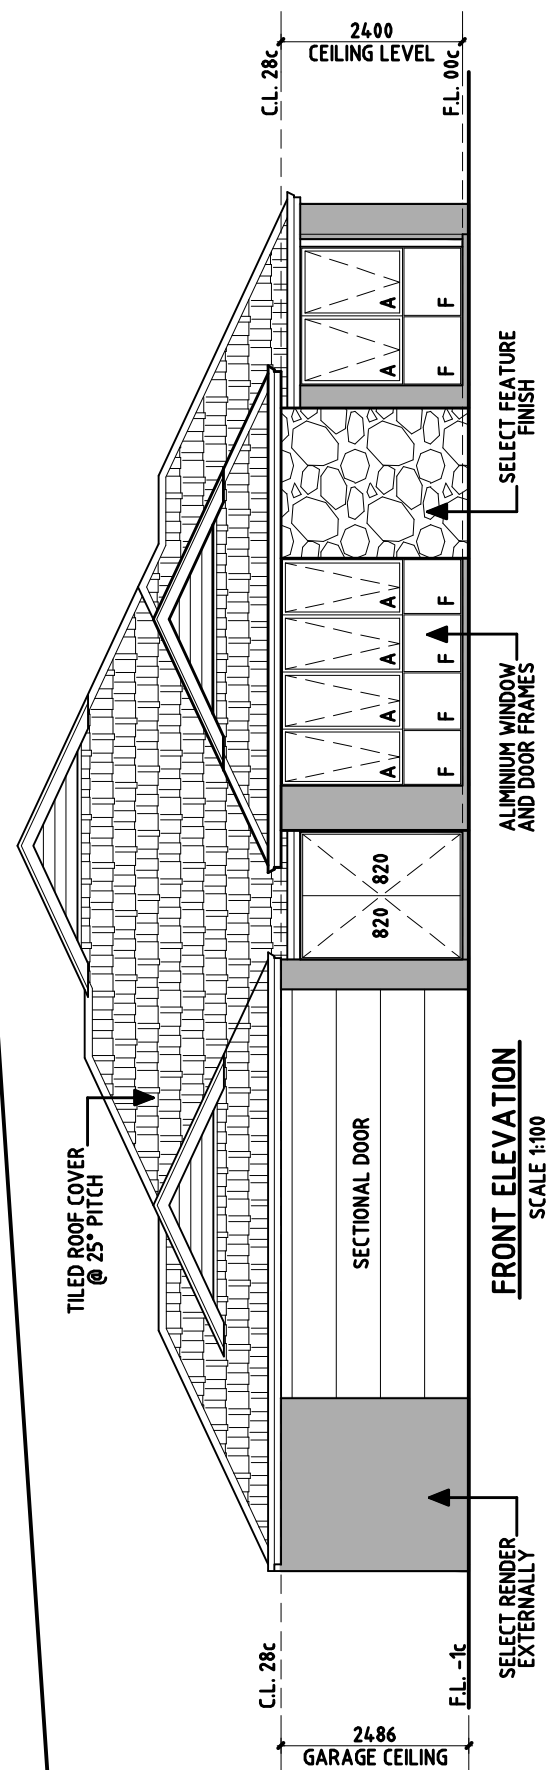 TILED ROOF COVER
@ 25° PITCH
C.L. 28c
C.L. 28c
2486
GARAGE CEILING
2400
CEILING LEVEL
F.L. -1c
F.L. 00c
SECTIONAL DOOR
820 820
A A A A
F F F F
A A
F F
SELECT RENDER
EXTERNALLY
ALIMINIUM WINDOW
AND DOOR FRAMES
SELECT FEATURE
FINISH
FRONT ELEVATION
SCALE 1:100